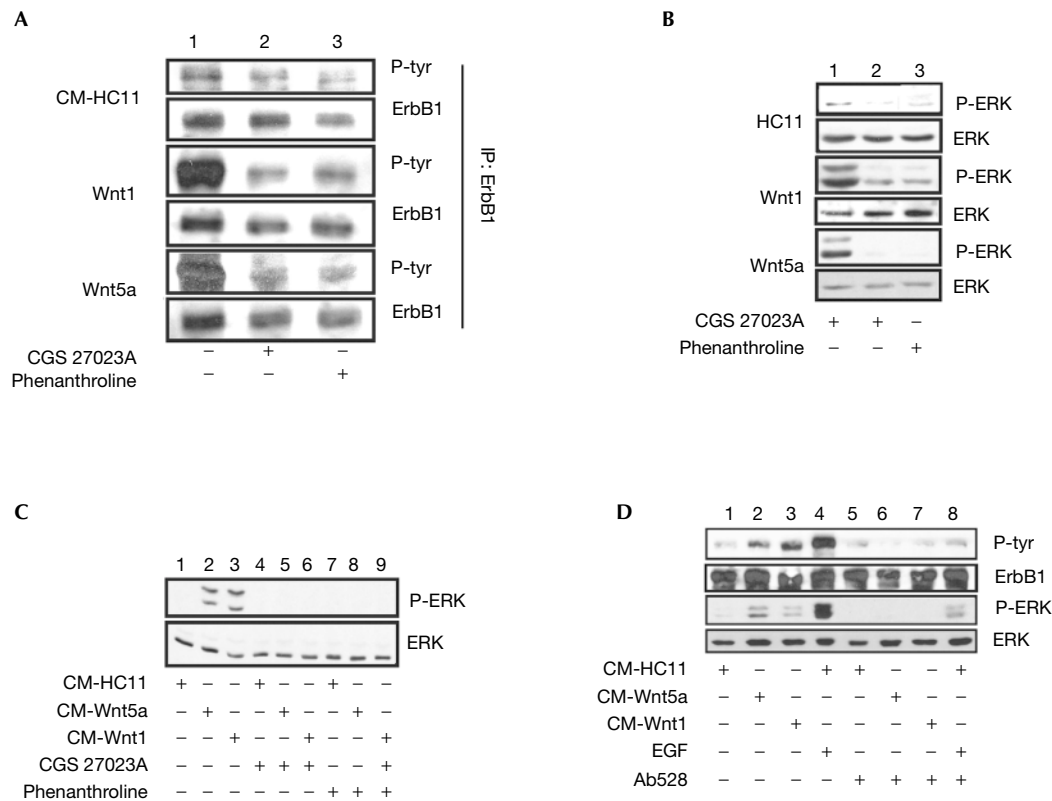 A
1 2 3
CM-HC11
P-tyr
ErbB1
Wnt1
P-tyr
ErbB1
Wnt5a
P-tyr
ErbB1
IP: ErbB1
CGS 27023A – + –
Phenanthroline – – +
B
1 2 3
HC11
P-ERK
ERK
Wnt1
P-ERK
ERK
Wnt5a
P-ERK
ERK
CGS 27023A + + –
Phenanthroline – – +
C
1 2 3 4 5 6 7 8 9
P-ERK
ERK
CM-HC11 + – – + – – + – –
CM-Wnt5a – + – – + – – + –
CM-Wnt1 – – + – – + – – +
CGS 27023A – – – + + + – – +
Phenanthroline – – – – – – + + +
D
1 2 3 4 5 6 7 8
P-tyr
ErbB1
P-ERK
ERK
CM-HC11 + – – + + – – +
CM-Wnt5a – + – – – + – –
CM-Wnt1 – – + – – – + –
EGF – – – + – – – +
Ab528 – – – – + + + +